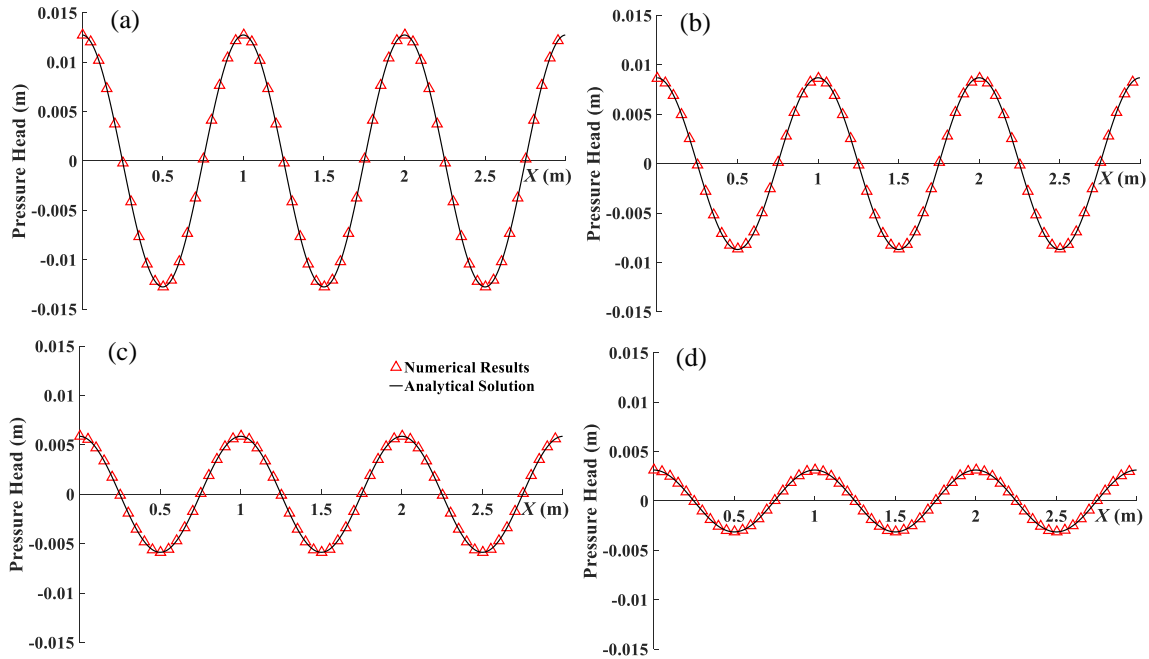 (a)
0.015
0.01
0.005
0
-0.005
-0.01
-0.015
Pressure Head (m)
0.5 1 1.5 2 2.5 X (m)
(b)
0.015
0.01
0.005
0
-0.005
-0.01
-0.015
Pressure Head (m)
0.5 1 1.5 2 2.5 X (m)
(c)
0.015
0.01
0.005
0
-0.005
-0.01
-0.015
Pressure Head (m)
Numerical Results
Analytical Solution
0.5 1 1.5 2 2.5 X (m)
(d)
0.015
0.01
0.005
0
-0.005
-0.01
-0.015
Pressure Head (m)
0.5 1 1.5 2 2.5 X (m)